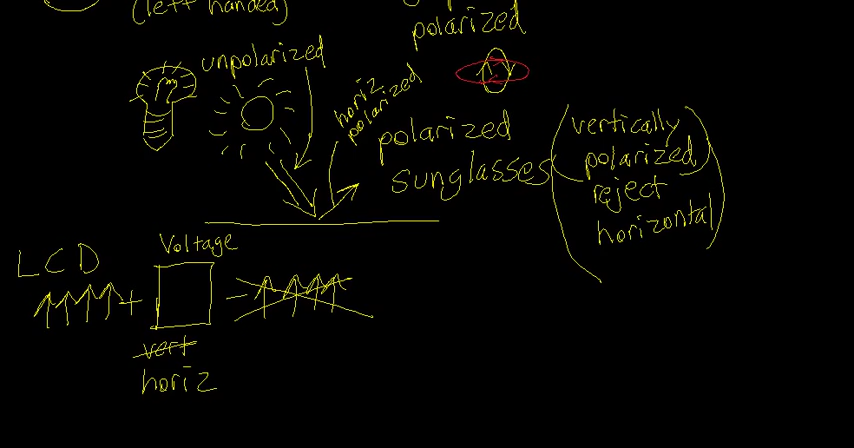 (left handed)
polarized
unpolarized
horiz
polarized
polarized
sunglasses
(vertically
polarized)
reject
horizontal
LCD
Voltage
+
-
vert
horiz